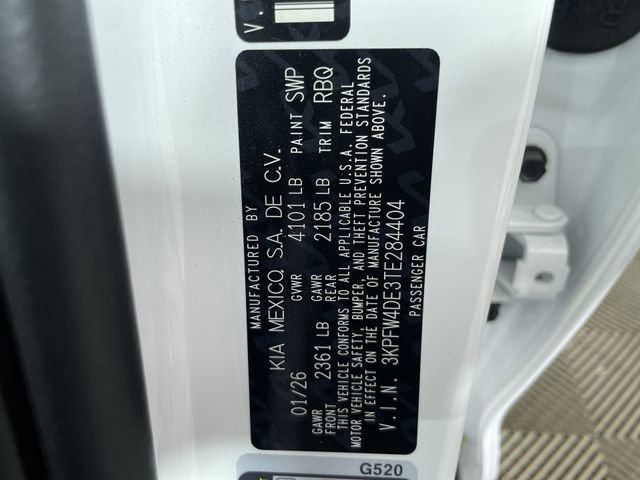 V.
MANUFACTURED BY
KIA MEXICO S.A. DE C.V.
01/26 GVWR 4101 LB PAINT SWP
GAWR FRONT 2361 LB GAWR REAR 2185 LB TRIM RBQ
THIS VEHICLE CONFORMS TO ALL APPLICABLE U.S.A. FEDERAL
MOTOR VEHICLE SAFETY, BUMPER, AND THEFT PREVENTION STANDARDS
IN EFFECT ON THE DATE OF MANUFACTURE SHOWN ABOVE.
V.I.N. 3KPFW4DE3TE284404
PASSENGER CAR
G520